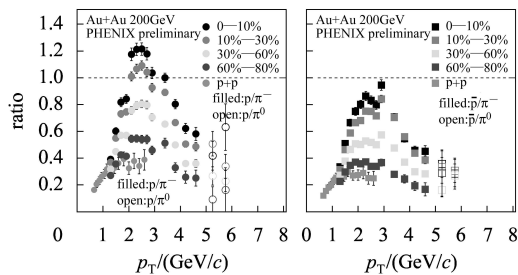 Au+Au 200GeV
PHENIX preliminary
0—10%
10%—30%
30%—60%
60%—80%
p+p
filled:p/π⁻
open:p/π⁰
filled:p/π⁻
open:p/π⁰
ratio
1.2
1.0
0.8
0.6
0.4
0.2
0 1 2 3 4 5 6 7 8
p_T/(GeV/c)
Au+Au 200GeV
PHENIX preliminary
0—10%
10%—30%
30%—60%
60%—80%
p+p
filled:p̄/π⁻
open:p̄/π⁰
0 1 2 3 4 5 6 7 8
p_T/(GeV/c)